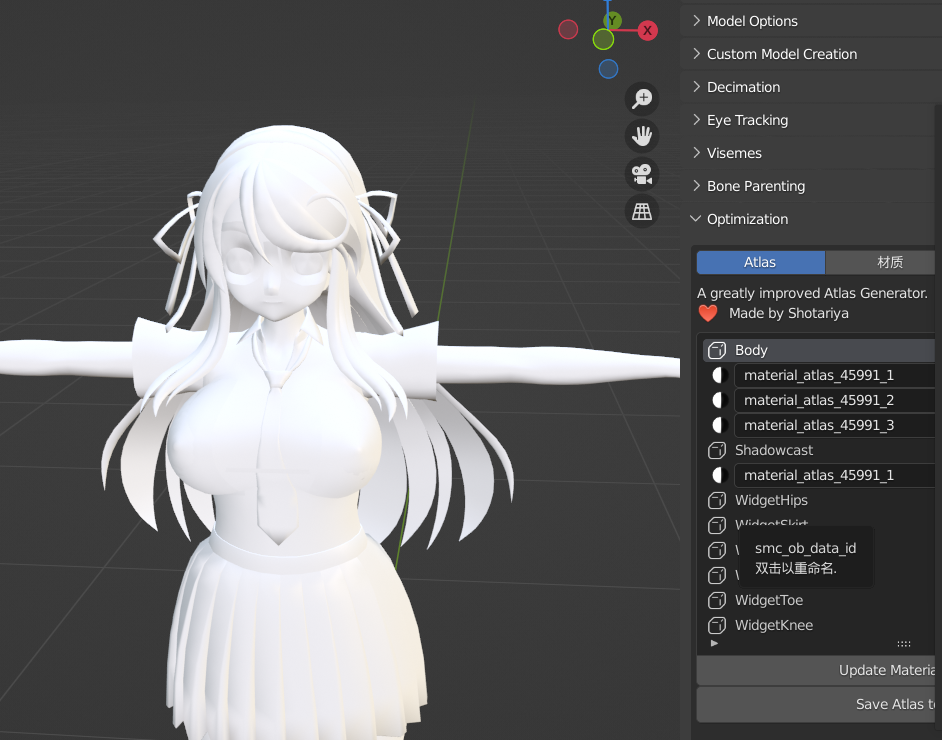 Y
X
Model Options
Custom Model Creation
Decimation
Eye Tracking
Visemes
Bone Parenting
Optimization
Atlas
材质
A greatly improved Atlas Generator.
Made by Shotariya
Body
material_atlas_45991_1
material_atlas_45991_2
material_atlas_45991_3
Shadowcast
material_atlas_45991_1
WidgetHips
WidgetSkirt
smc_ob_data_id
双击以重命名.
WidgetToe
WidgetKnee
Update Materia
Save Atlas to